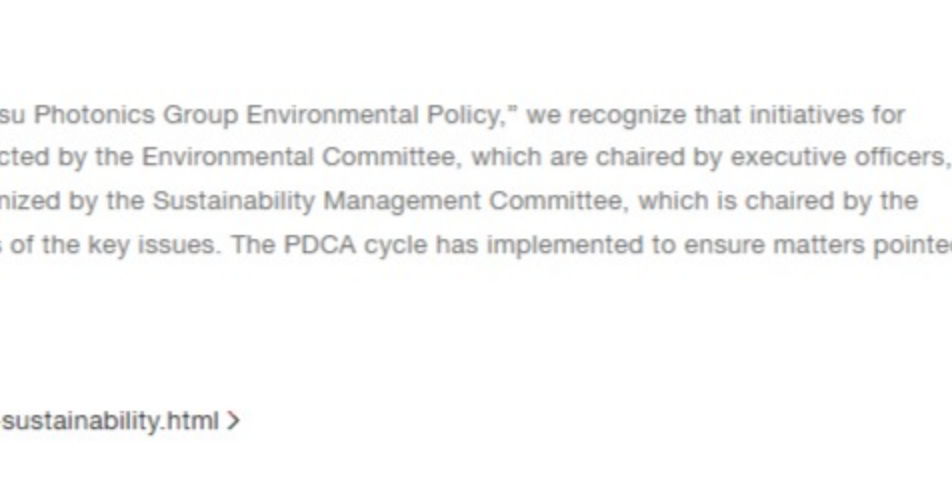 su Photonics Group Environmental Policy,” we recognize that initiatives for
cted by the Environmental Committee, which are chaired by executive officers,
nized by the Sustainability Management Committee, which is chaired by the
s of the key issues. The PDCA cycle has implemented to ensure matters pointed
-sustainability.html >